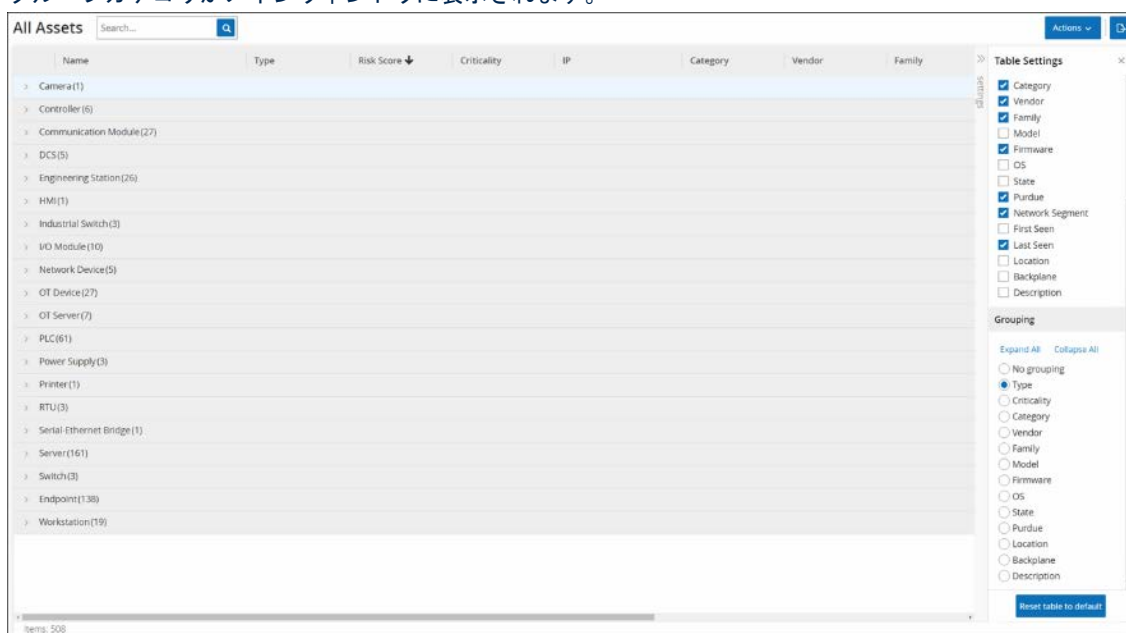 All Assets Search... Actions
Name Type Risk Score Criticality IP Category Vendor Family
Camera(1)
Controller(6)
Communication Module(27)
DCS(5)
Engineering Station(26)
HMI(1)
Industrial Switch(3)
I/O Module(10)
Network Device(5)
OT Device(27)
OT Server(7)
PLC(61)
Power Supply(3)
Printer(1)
RTU(3)
Serial-Ethernet Bridge(1)
Server(161)
Switch(3)
Endpoint(138)
Workstation(19)
Items: 508
Settings
Table Settings
Category
Vendor
Family
Model
Firmware
OS
State
Purdue
Network Segment
First Seen
Last Seen
Location
Backplane
Description
Grouping
Expand All Collapse All
No grouping
Type
Criticality
Category
Vendor
Family
Model
Firmware
OS
State
Purdue
Location
Backplane
Description
Reset table to default